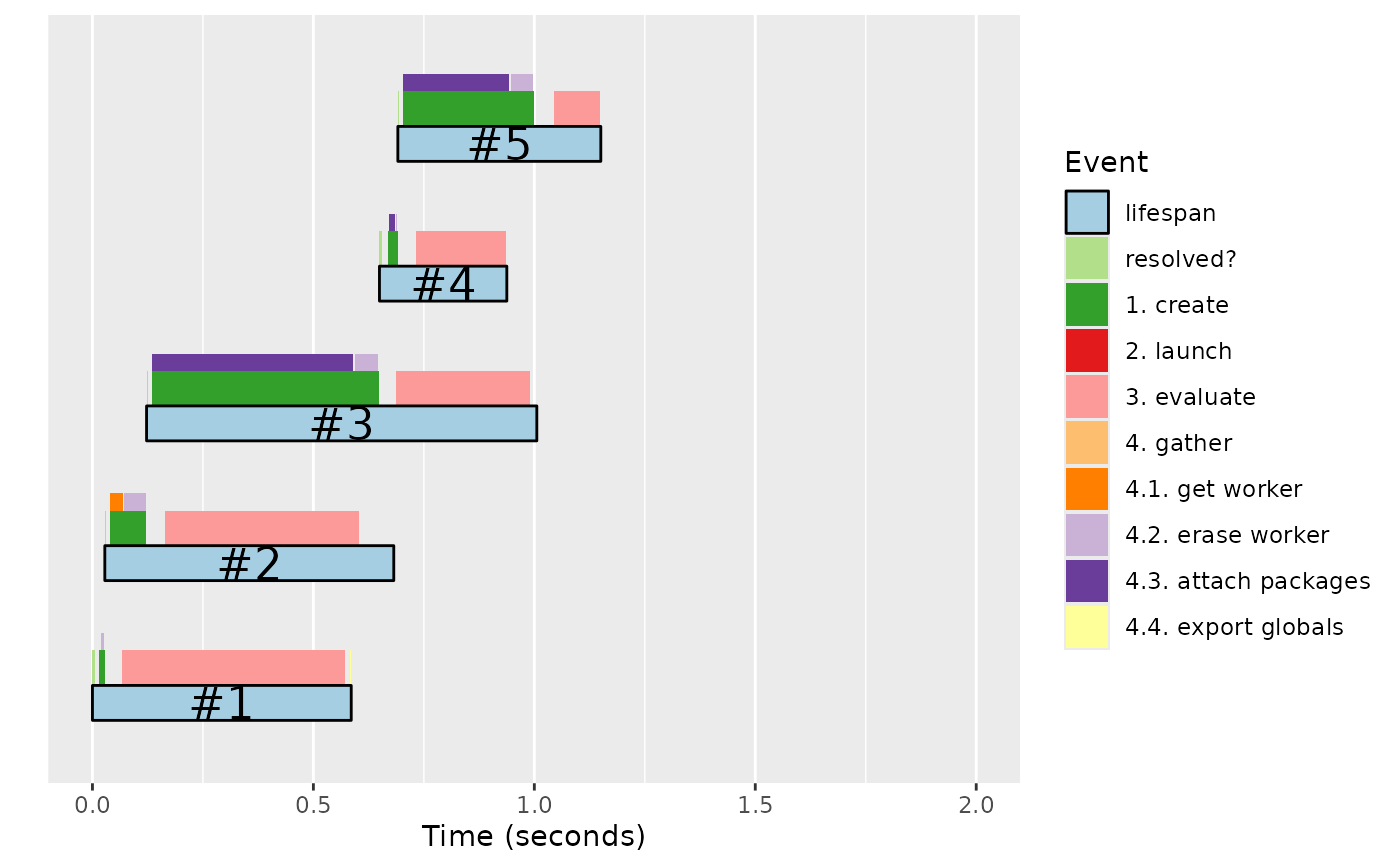 #5
#4
#3
#2
#1
0.0 0.5 1.0 1.5 2.0
Time (seconds)
Event
lifespan
resolved?
1. create
2. launch
3. evaluate
4. gather
4.1. get worker
4.2. erase worker
4.3. attach packages
4.4. export globals